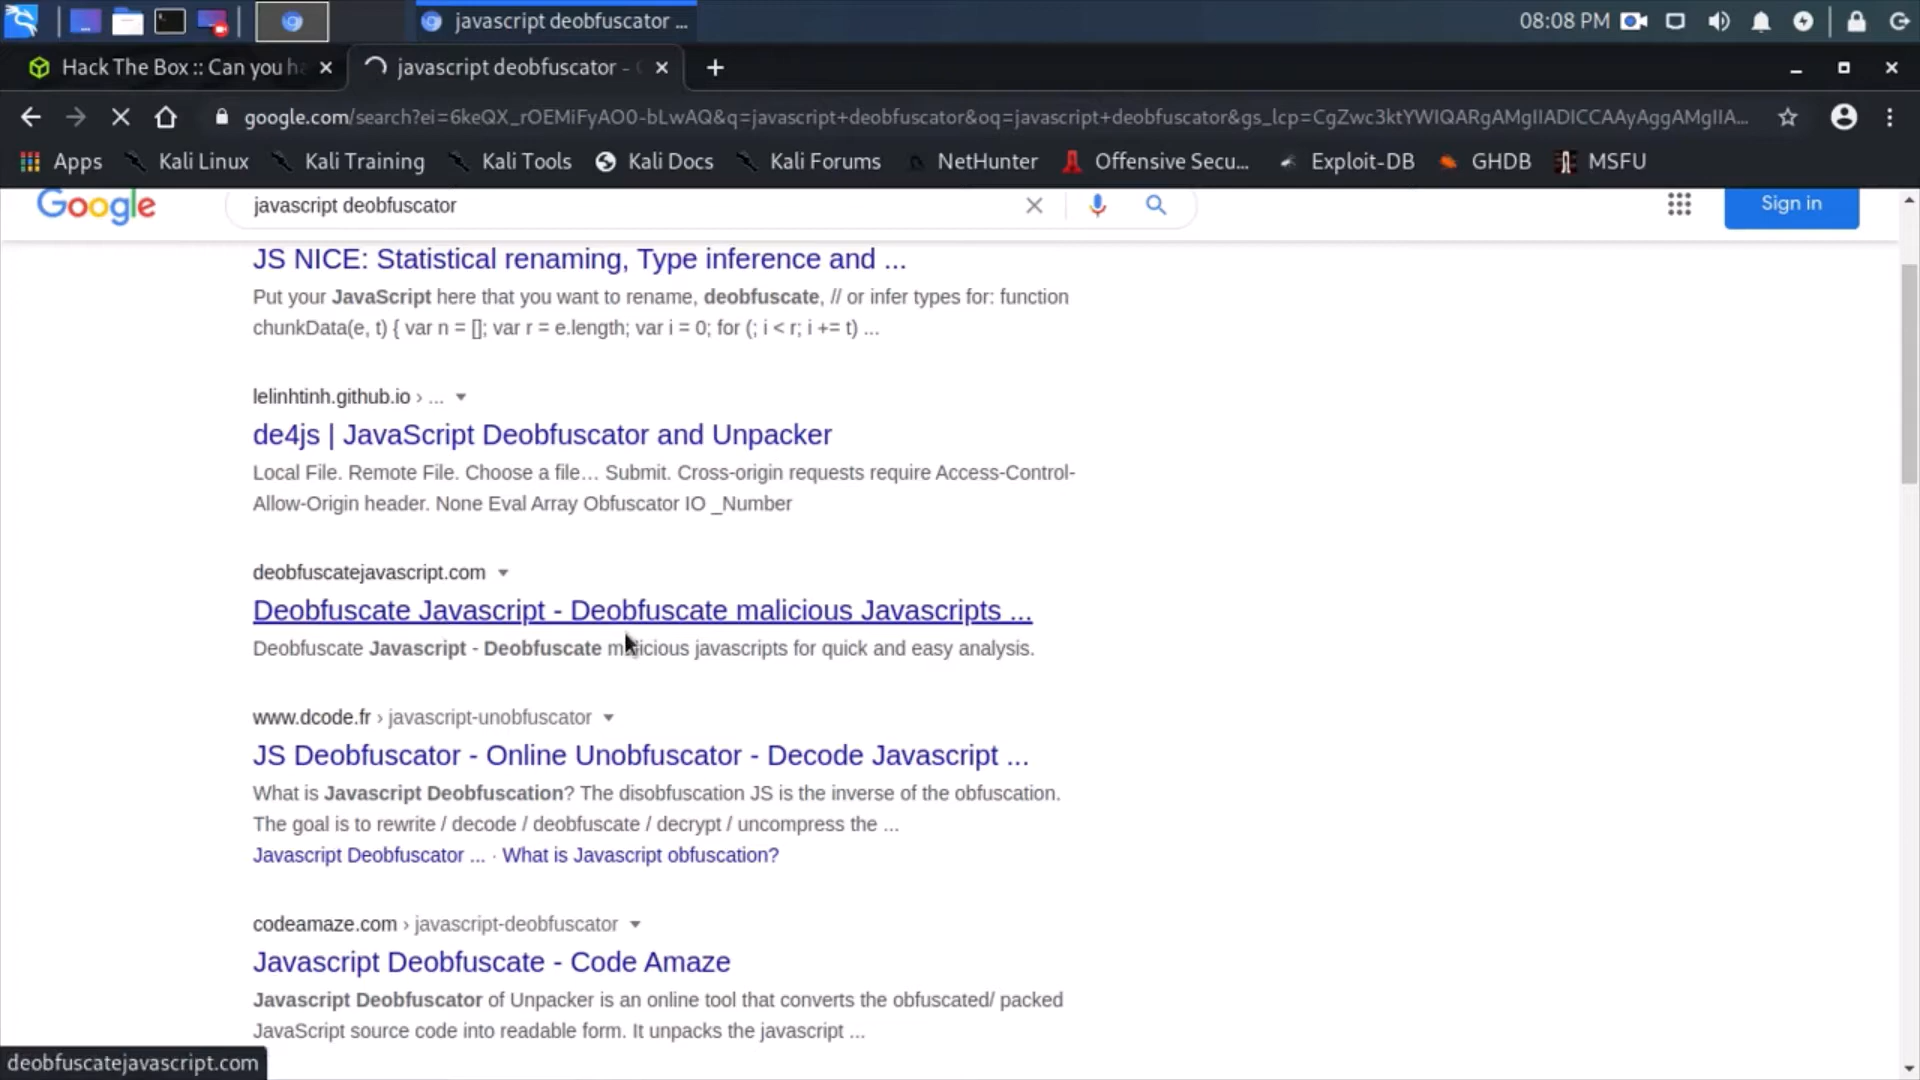 javascript deobfuscator ...
08:08 PM
Hack The Box :: Can you ha
javascript deobfuscator -
google.com/search?ei=6keQX_rOEMiFyAO0-bLwAQ&q=javascript+deobfuscator&oq=javascript+deobfuscator&gs_lcp=CgZwc3ktYWIQARgAMgIIADICCAAyAggAMgIIA...
Apps Kali Linux Kali Training Kali Tools Kali Docs Kali Forums NetHunter Offensive Secu... Exploit-DB GHDB MSFU
Google
javascript deobfuscator
Sign in
JS NICE: Statistical renaming, Type inference and ...
Put your JavaScript here that you want to rename, deobfuscate, // or infer types for: function
chunkData(e, t) { var n = []; var r = e.length; var i = 0; for (; i < r; i += t) ...
lelinhtinh.github.io › ...
de4js | JavaScript Deobfuscator and Unpacker
Local File. Remote File. Choose a file… Submit. Cross-origin requests require Access-Control-
Allow-Origin header. None Eval Array Obfuscator IO _Number
deobfuscatejavascript.com
Deobfuscate Javascript - Deobfuscate malicious Javascripts ...
Deobfuscate Javascript - Deobfuscate malicious javascripts for quick and easy analysis.
www.dcode.fr › javascript-unobfuscator
JS Deobfuscator - Online Unobfuscator - Decode Javascript ...
What is Javascript Deobfuscation? The disobfuscation JS is the inverse of the obfuscation.
The goal is to rewrite / decode / deobfuscate / decrypt / uncompress the ...
Javascript Deobfuscator ... · What is Javascript obfuscation?
codeamaze.com › javascript-deobfuscator
Javascript Deobfuscate - Code Amaze
Javascript Deobfuscator of Unpacker is an online tool that converts the obfuscated/ packed
JavaScript source code into readable form. It unpacks the javascript ...
deobfuscatejavascript.com